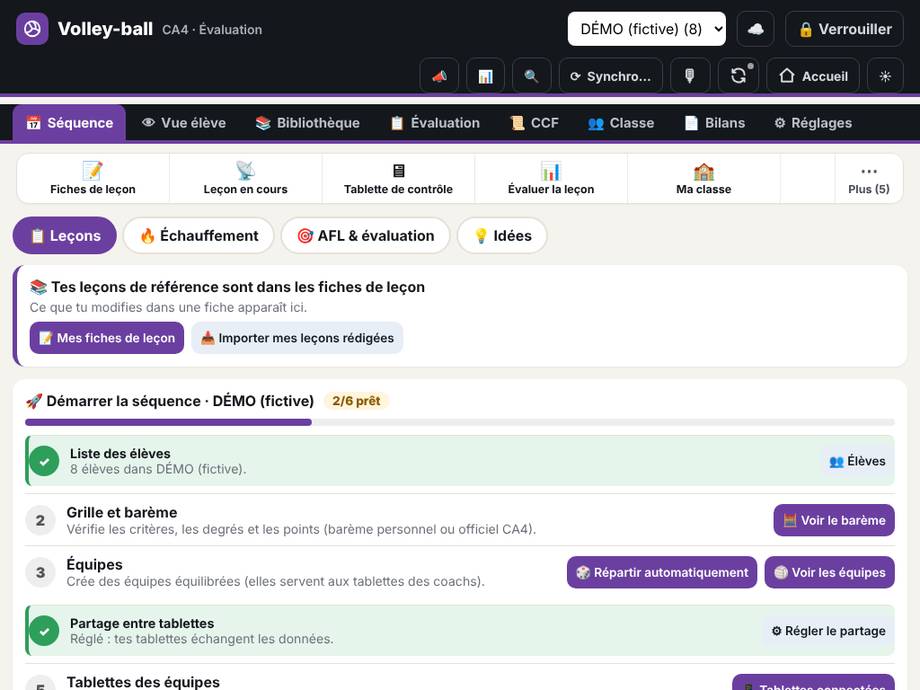 Volley-ball CA4 · Évaluation
DÉMO (fictive) (8)
Verrouiller
Synchro…
Accueil
Séquence
Vue élève
Bibliothèque
Évaluation
CCF
Classe
Bilans
Réglages
Fiches de leçon
Leçon en cours
Tablette de contrôle
Évaluer la leçon
Ma classe
Plus (5)
Leçons
Échauffement
AFL & évaluation
Idées
Tes leçons de référence sont dans les fiches de leçon
Ce que tu modifies dans une fiche apparaît ici.
Mes fiches de leçon
Importer mes leçons rédigées
Démarrer la séquence · DÉMO (fictive) 2/6 prêt
Liste des élèves
8 élèves dans DÉMO (fictive).
Élèves
2
Grille et barème
Vérifie les critères, les degrés et les points (barème personnel ou officiel CA4).
Voir le barème
3
Équipes
Crée des équipes équilibrées (elles servent aux tablettes des coachs).
Répartir automatiquement
Voir les équipes
Partage entre tablettes
Réglé : tes tablettes échangent les données.
Régler le partage
5
Tablettes des équipes
Tablettes connectées